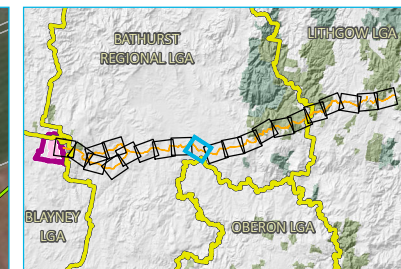 BATHURST
REGIONAL LGA
LITHGOW LGA
BLAYNEY
LGA
OBERON LGA